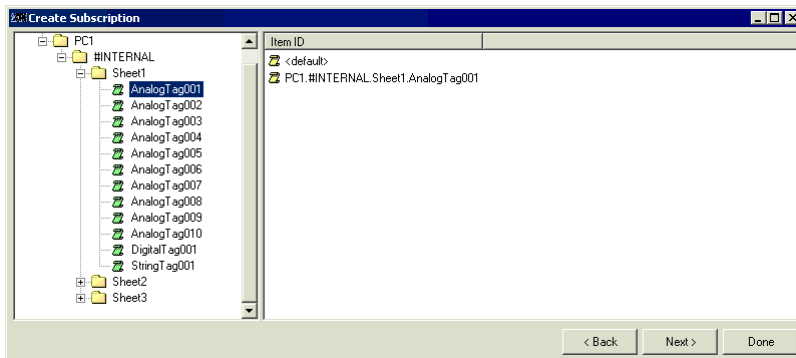 Create Subscription
PC1
#INTERNAL
Sheet1
AnalogTag001
AnalogTag002
AnalogTag003
AnalogTag004
AnalogTag005
AnalogTag006
AnalogTag007
AnalogTag008
AnalogTag009
AnalogTag010
DigitalTag001
StringTag001
Sheet2
Sheet3
Item ID
<default>
PC1.#INTERNAL.Sheet1.AnalogTag001
< Back
Next >
Done